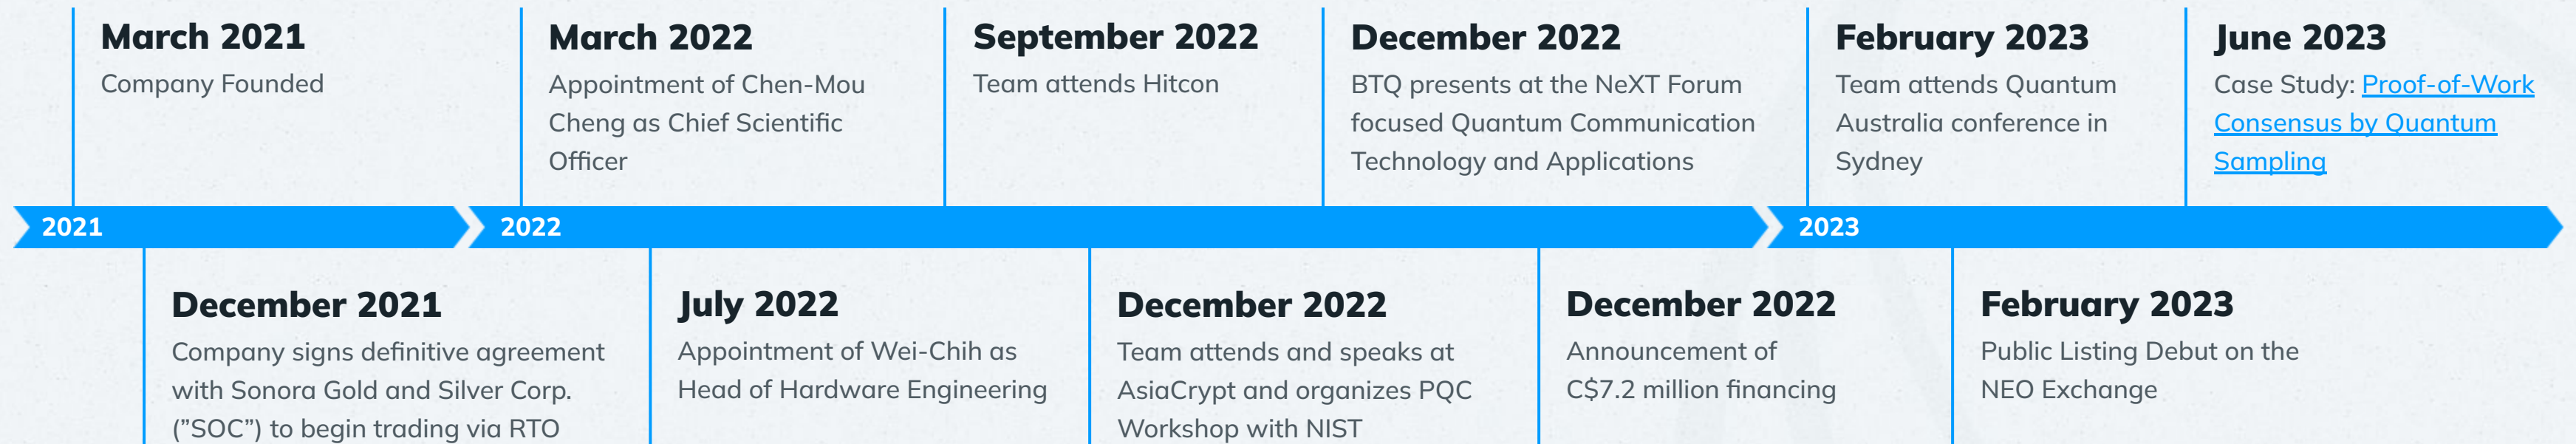 March 2021
Company Founded
March 2022
Appointment of Chen-Mou
Cheng as Chief Scientific
Officer
September 2022
Team attends Hitcon
December 2022
BTQ presents at the NeXT Forum
focused Quantum Communication
Technology and Applications
February 2023
Team attends Quantum
Australia conference in
Sydney
June 2023
Case Study: Proof-of-Work
Consensus by Quantum
Sampling
2021
2022
2023
December 2021
Company signs definitive agreement
with Sonora Gold and Silver Corp.
(”SOC”) to begin trading via RTO
July 2022
Appointment of Wei-Chih as
Head of Hardware Engineering
December 2022
Team attends and speaks at
AsiaCrypt and organizes PQC
Workshop with NIST
December 2022
Announcement of
C$7.2 million financing
February 2023
Public Listing Debut on the
NEO Exchange